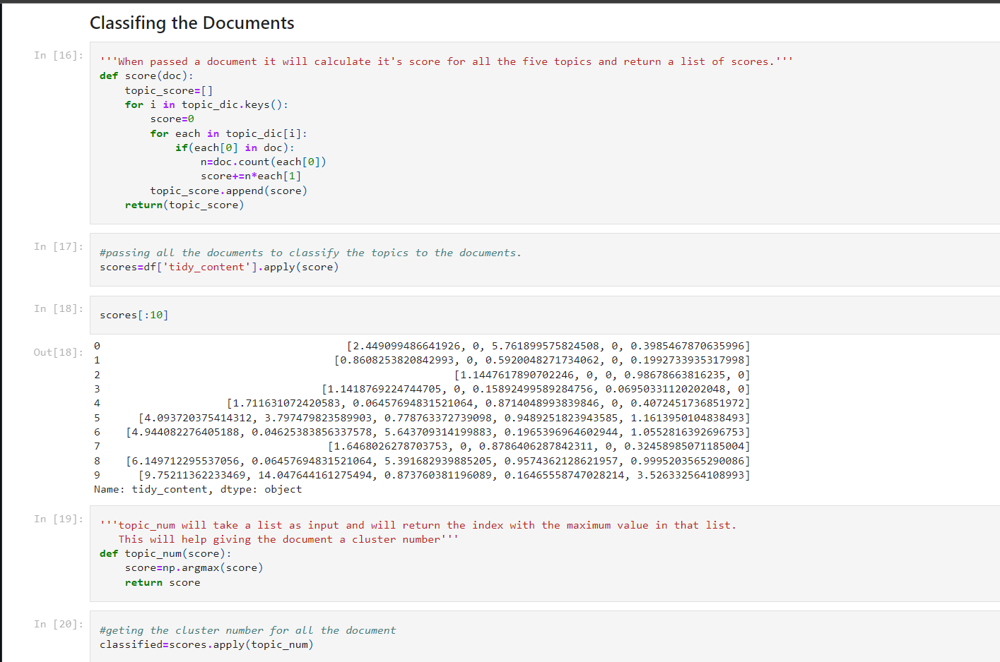 Classifing the Documents
In [16]:
'''When passed a document it will calculate it's score for all the five topics and return a list of scores.'''
def score(doc):
    topic_score=[]
    for i in topic_dic.keys():
        score=0
        for each in topic_dic[i]:
            if(each[0] in doc):
                n=doc.count(each[0])
                score+=n*each[1]
        topic_score.append(score)
    return(topic_score)
In [17]:
#passing all the documents to classify the topics to the documents.
scores=df['tidy_content'].apply(score)
In [18]:
scores[:10]
Out[18]:
0 [2.449099486641926, 0, 5.761899575824508, 0, 0.3985467870635996]
1 [0.8608253820842993, 0, 0.5920048271734062, 0, 0.1992733935317998]
2 [1.1447617890702246, 0, 0, 0.98678663816235, 0]
3 [1.1418769224744705, 0, 0.15892499589284756, 0.06950331120202048, 0]
4 [1.711631072420583, 0.06457694831521064, 0.8714048993839846, 0, 0.4072451736851972]
5 [4.093720375414312, 3.797479823589903, 0.778763372739098, 0.9489251823943585, 1.1613950104838493]
6 [4.944082276405188, 0.04625383856337578, 5.643709314199883, 0.1965396964602944, 1.0552816392696753]
7 [1.6468026278703753, 0, 0.8786406287842311, 0, 0.32458985071185004]
8 [6.149712295537056, 0.06457694831521064, 5.391682939885205, 0.9574362128621957, 0.9995203565290086]
9 [9.75211362233469, 14.047644161275494, 0.873760381196089, 0.16465558747028214, 3.526332564108993]
Name: tidy_content, dtype: object
In [19]:
'''topic_num will take a list as input and will return the index with the maximum value in that list.
   This will help giving the document a cluster number'''
def topic_num(score):
    score=np.argmax(score)
    return score
In [20]:
#geting the cluster number for all the document
classified=scores.apply(topic_num)